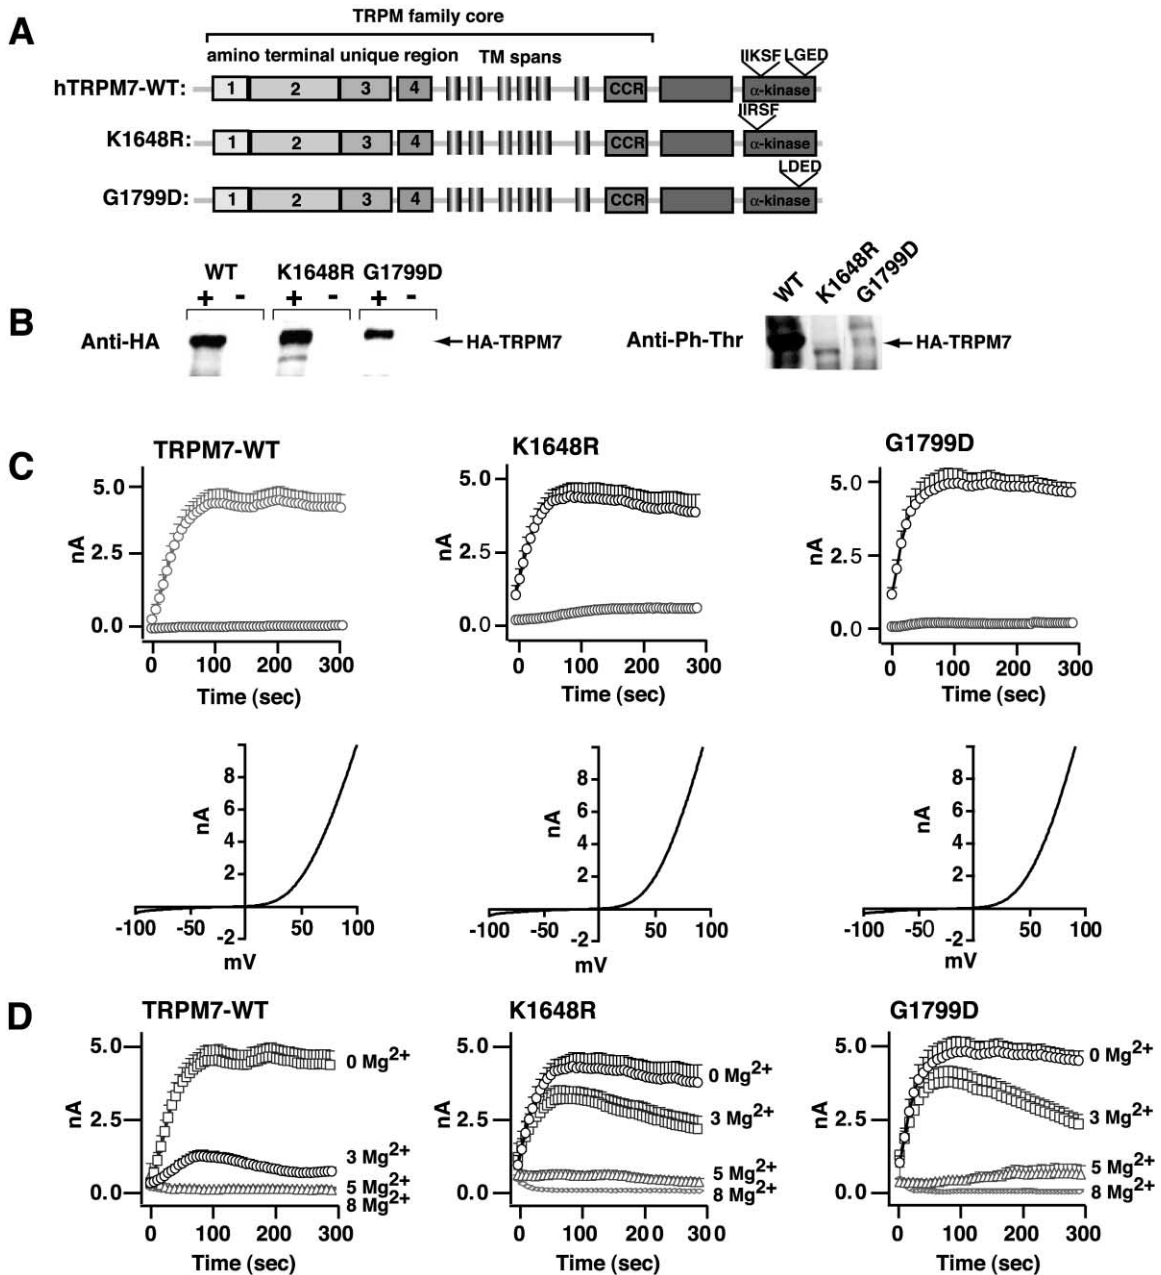 A
TRPM family core
amino terminal unique region TM spans
IIKSF LGED
hTRPM7-WT: 1 2 3 4 CCR α-kinase
IIRSF
K1648R: 1 2 3 4 CCR α-kinase
LDED
G1799D: 1 2 3 4 CCR α-kinase
B
WT K1648R G1799D
+ - + - + -
Anti-HA HA-TRPM7
WT K1648R G1799D
Anti-Ph-Thr HA-TRPM7
C
TRPM7-WT
5.0
2.5
0.0
nA
0 100 200 300
Time (sec)
K1648R
5.0
2.5
0.0
nA
0 100 200 300
Time (sec)
G1799D
5.0
2.5
0.0
nA
0 100 200 300
Time (sec)
8
6
4
2
-2
nA
-100 -50 0 50 100
mV
8
6
4
2
-2
nA
-100 -50 0 50 100
mV
8
6
4
2
-2
nA
-100 -50 0 50 100
mV
D
TRPM7-WT
5.0
2.5
0.0
nA
0 Mg2+
3 Mg2+
5 Mg2+
8 Mg2+
0 100 200 300
Time (sec)
K1648R
5.0
2.5
0.0
nA
0 Mg2+
3 Mg2+
5 Mg2+
8 Mg2+
0 100 200 300 0
Time (sec)
G1799D
5.0
2.5
0.0
nA
0 Mg2+
3 Mg2+
5 Mg2+
8 Mg2+
0 100 200 300
Time (sec)